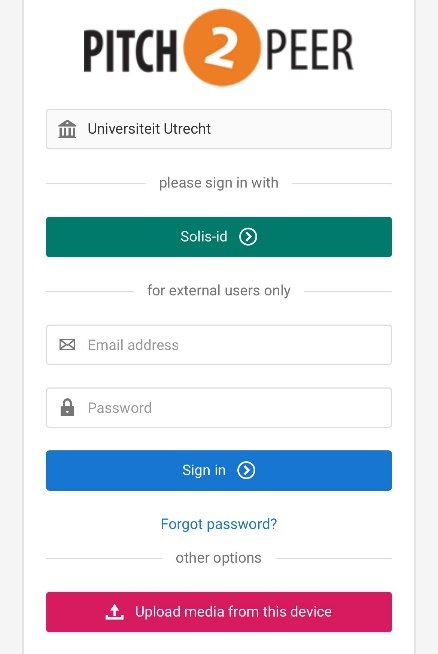 PITCH 2 PEER
Universiteit Utrecht
please sign in with
Solis-id
for external users only
Email address
Password
Sign in
Forgot password?
other options
Upload media from this device